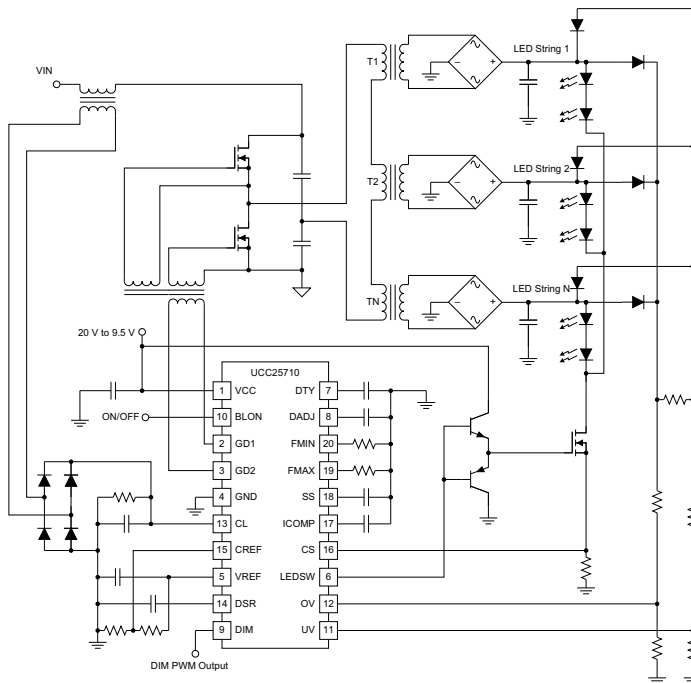 LED String 1
T1
VIN
LED String 2
T2
LED String N
TN
20 V to 9.5 V
UCC25710
1 VCC DTY 7
ON/OFF 10 BLON DADJ 8
2 GD1 FMIN 20
3 GD2 FMAX 19
4 GND SS 18
13 CL ICOMP 17
15 CREF CS 16
5 VREF LEDSW 6
14 DSR OV 12
9 DIM UV 11
DIM PWM Output